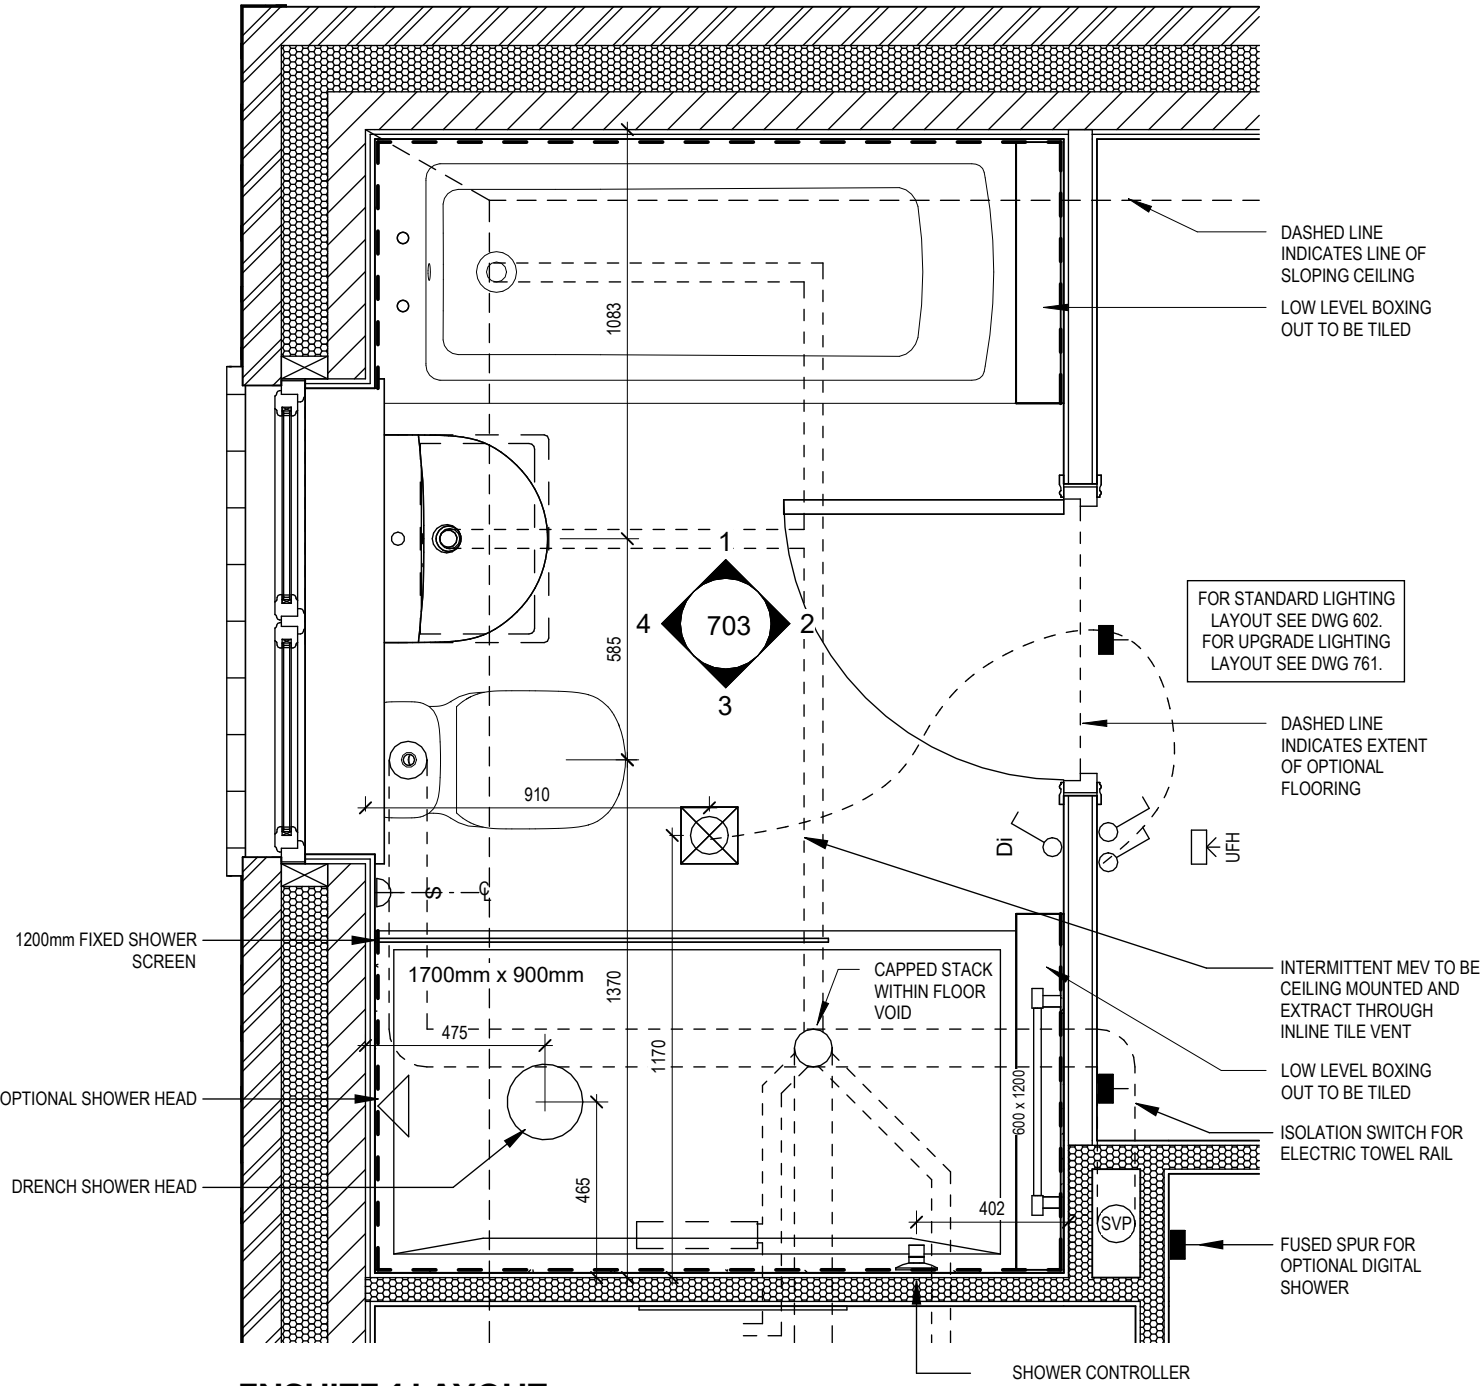 DASHED LINE
INDICATES LINE OF
SLOPING CEILING
LOW LEVEL BOXING
OUT TO BE TILED
1083
1
4
703
2
3
585
FOR STANDARD LIGHTING
LAYOUT SEE DWG 602.
FOR UPGRADE LIGHTING
LAYOUT SEE DWG 761.
DASHED LINE
INDICATES EXTENT
OF OPTIONAL
FLOORING
910
Di
UFH
S
℄
1200mm FIXED SHOWER
SCREEN
1700mm x 900mm
1370
CAPPED STACK
WITHIN FLOOR
VOID
INTERMITTENT MEV TO BE
CEILING MOUNTED AND
EXTRACT THROUGH
INLINE TILE VENT
475
1170
LOW LEVEL BOXING
OUT TO BE TILED
600 x 1200
OPTIONAL SHOWER HEAD
ISOLATION SWITCH FOR
ELECTRIC TOWEL RAIL
DRENCH SHOWER HEAD
465
402
SVP
FUSED SPUR FOR
OPTIONAL DIGITAL
SHOWER
SHOWER CONTROLLER
ENSUITE 1 LAYOUT